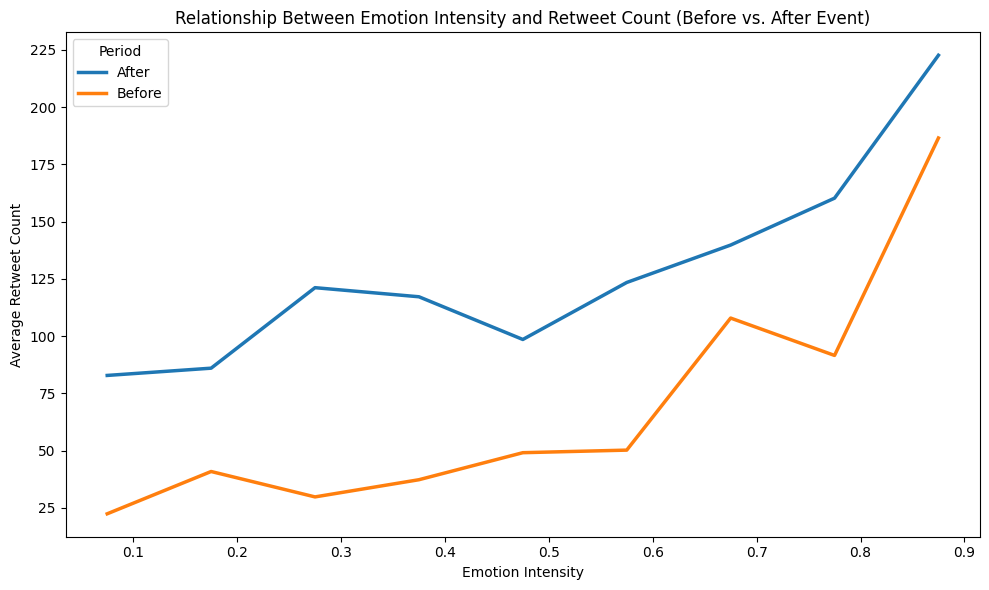 Relationship Between Emotion Intensity and Retweet Count (Before vs. After Event)
Period
After
Before
Average Retweet Count
225
200
175
150
125
100
75
50
25
0.1 0.2 0.3 0.4 0.5 0.6 0.7 0.8 0.9
Emotion Intensity